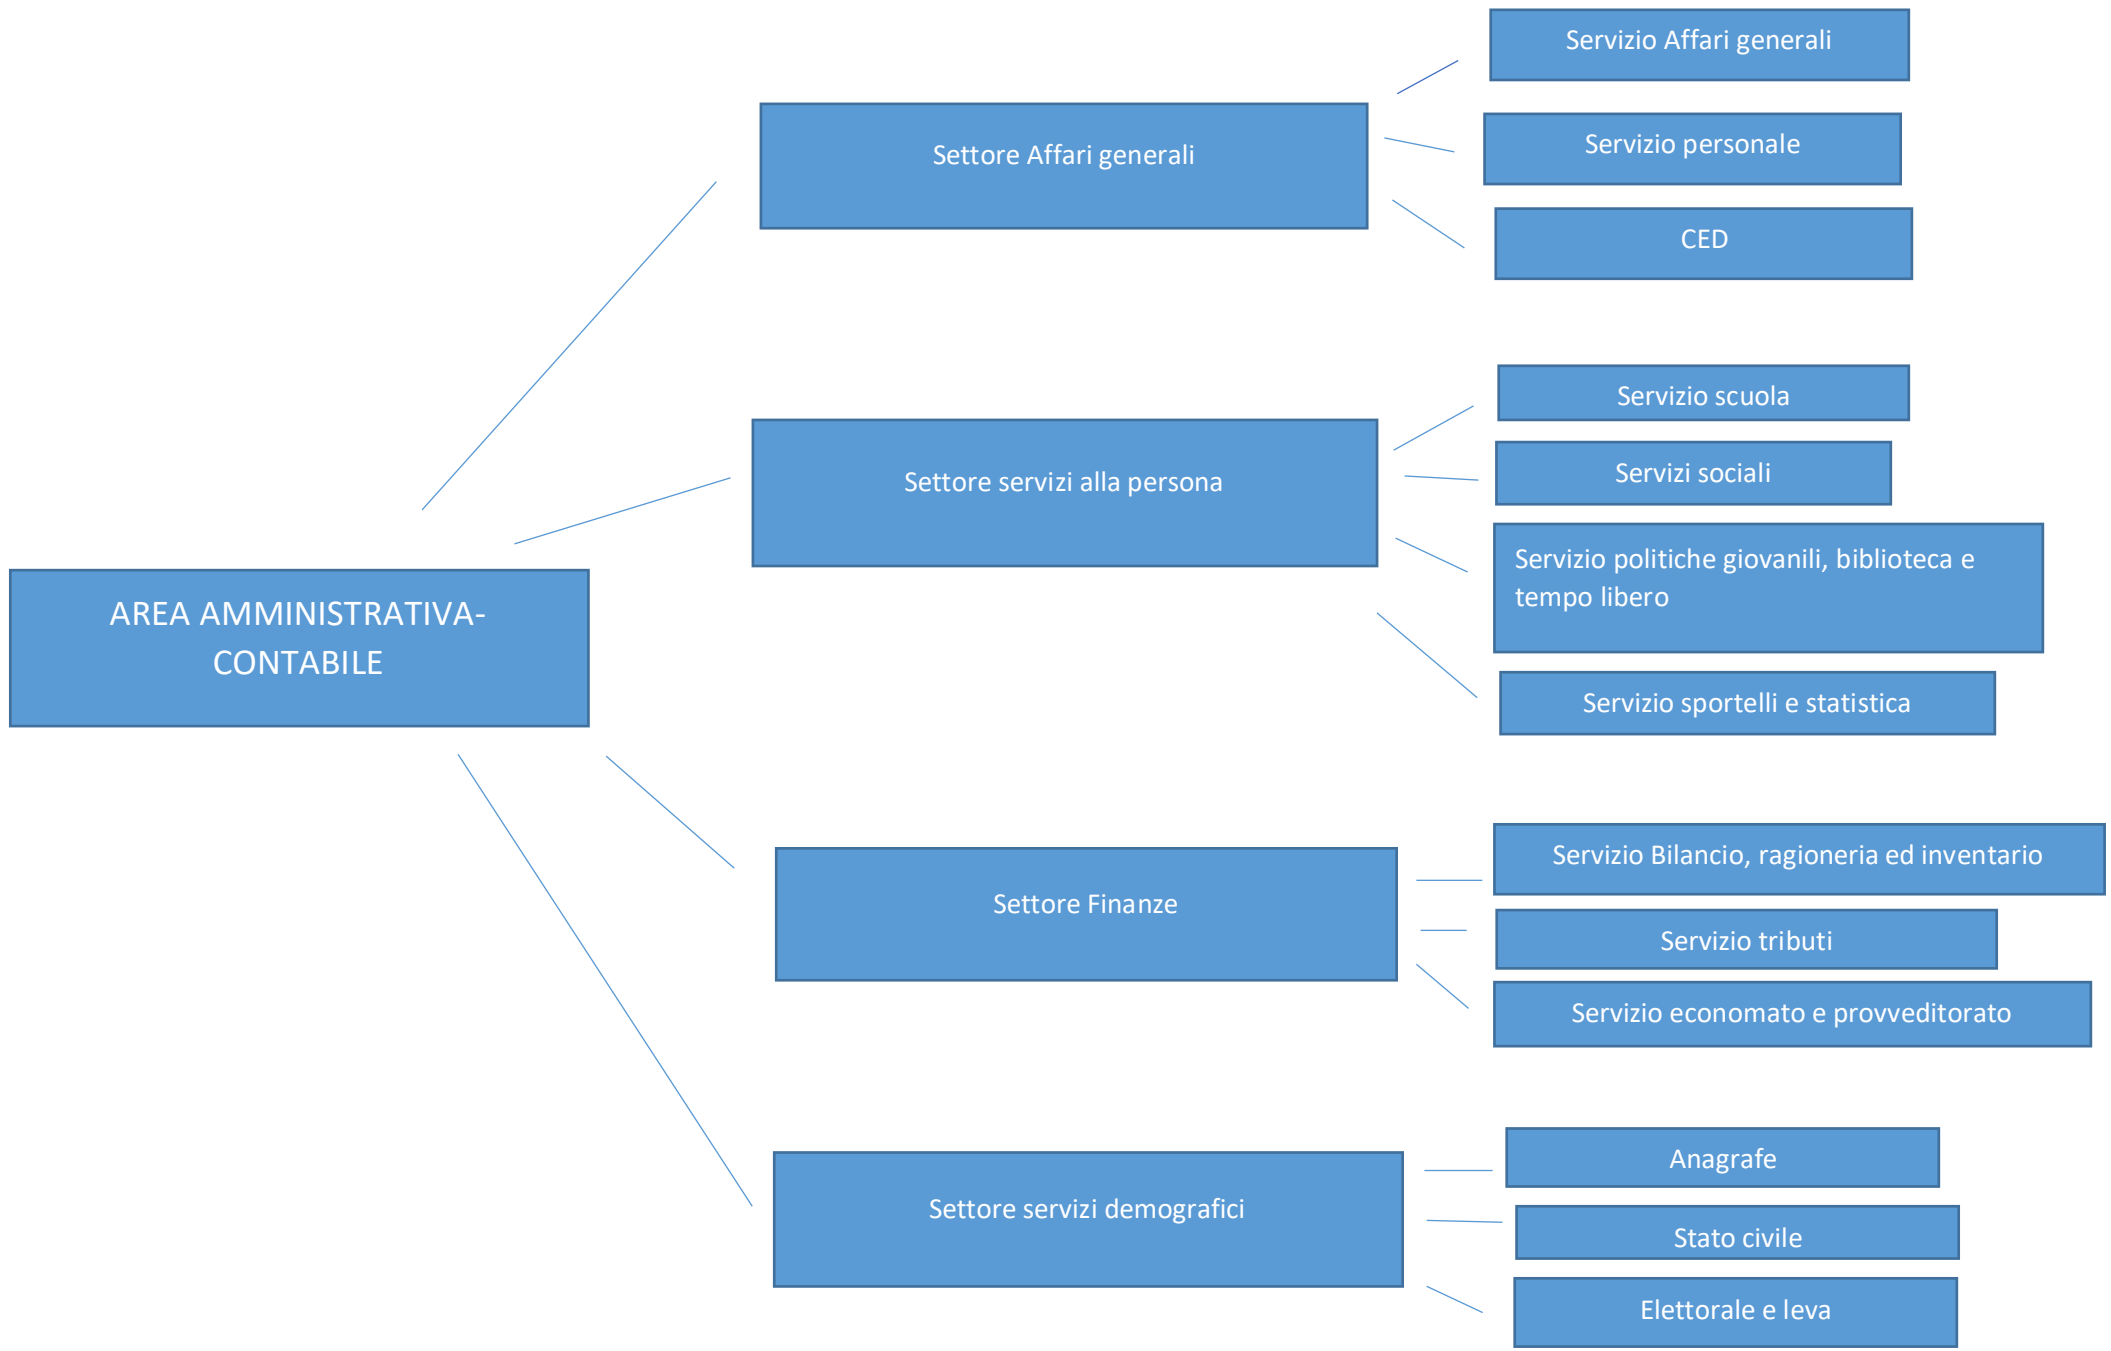 AREA AMMINISTRATIVA-
CONTABILE
Settore Affari generali
Servizio Affari generali
Servizio personale
CED
Settore servizi alla persona
Servizio scuola
Servizi sociali
Servizio politiche giovanili, biblioteca e
tempo libero
Servizio sportelli e statistica
Settore Finanze
Servizio Bilancio, ragioneria ed inventario
Servizio tributi
Servizio economato e provveditorato
Settore servizi demografici
Anagrafe
Stato civile
Elettorale e leva